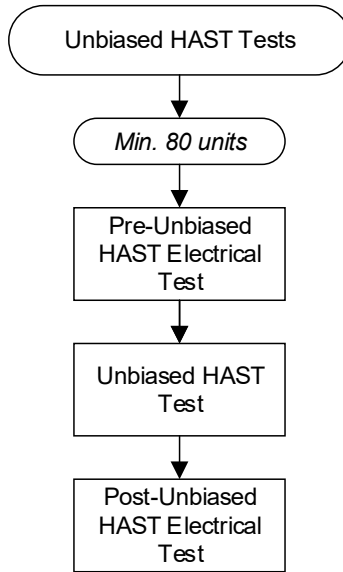 Unbiased HAST Tests
Min. 80 units
Pre-Unbiased
HAST Electrical
Test
Unbiased HAST
Test
Post-Unbiased
HAST Electrical
Test